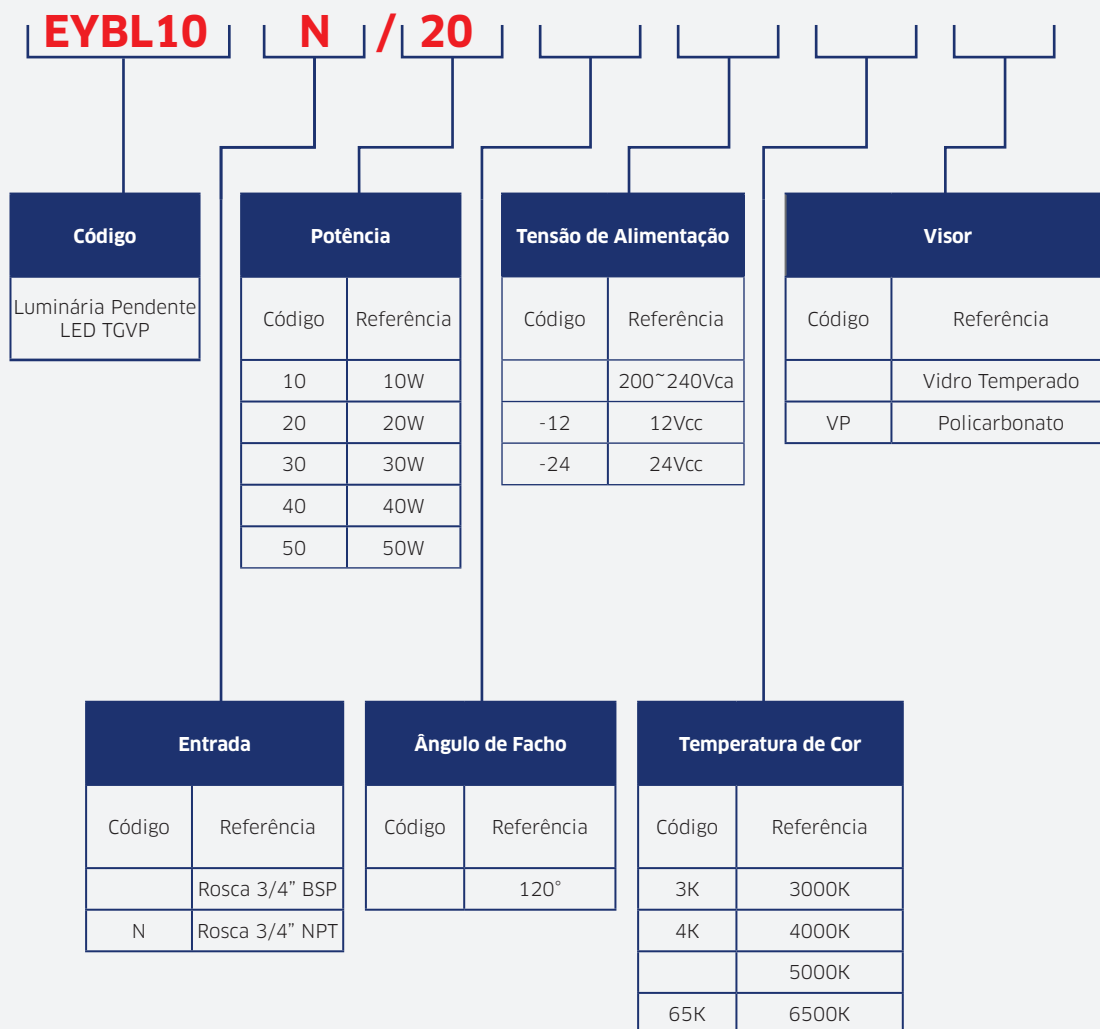 EYBL10 N / 20
Código
Luminária Pendente
LED TGVP
Potência
Código Referência
10 10W
20 20W
30 30W
40 40W
50 50W
Tensão de Alimentação
Código Referência
200~240Vca
-12 12Vcc
-24 24Vcc
Visor
Código Referência
Vidro Temperado
VP Policarbonato
Entrada
Código Referência
Rosca 3/4” BSP
N Rosca 3/4” NPT
Ângulo de Facho
Código Referência
120°
Temperatura de Cor
Código Referência
3K 3000K
4K 4000K
5000K
65K 6500K